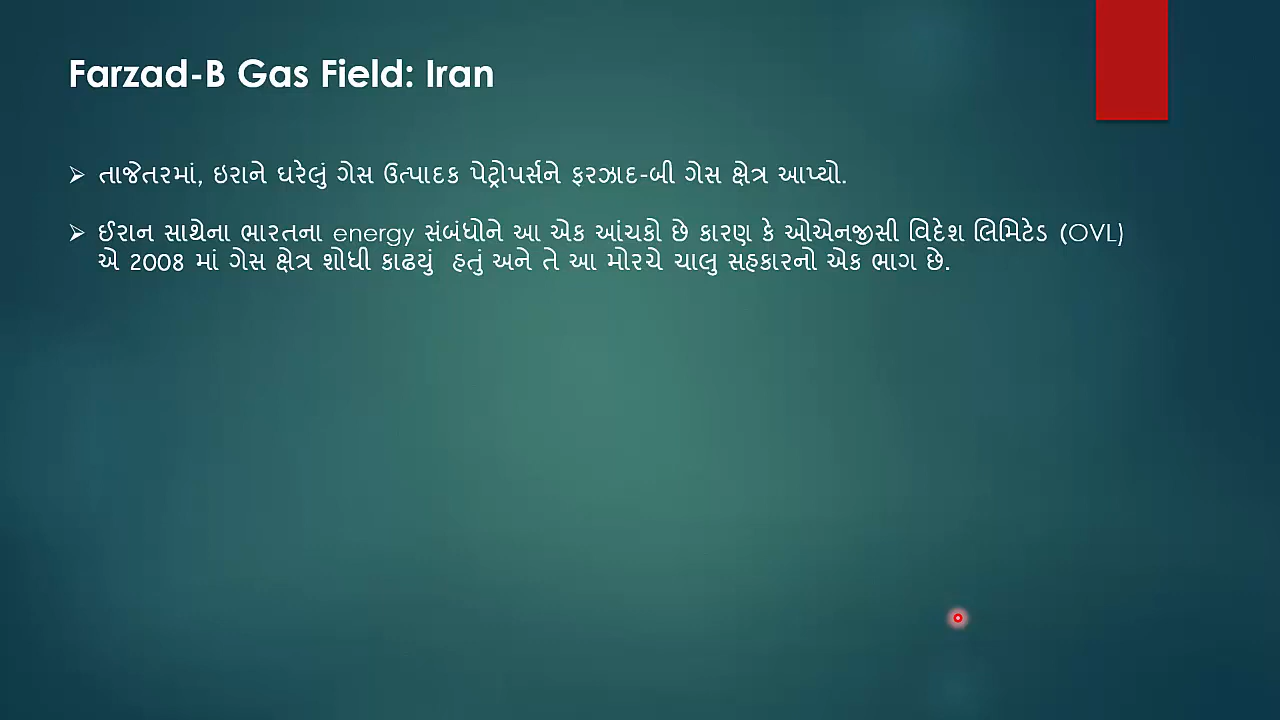 Farzad-B Gas Field: Iran
➢ તાજેતરમાં, ઇરાને ઘરેલું ગેસ ઉત્પાદક પેટ્રોપર્સને ફરઝાદ-બી ગેસ ક્ષેત્ર આપ્યો.
➢ ઈરાન સાથેના ભારતના energy સંબંધોને આ એક આંચકો છે કારણ કે ઓએનજીસી વિદેશ લિમિટેડ (OVL)
એ 2008 માં ગેસ ક્ષેત્ર શોધી કાઢયું હતું અને તે આ મોરચે ચાલુ સહકારનો એક ભાગ છે.